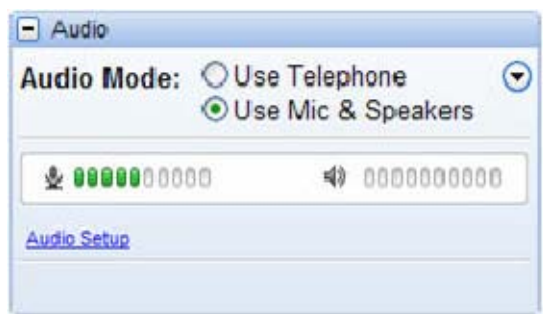 Audio
Audio Mode: Use Telephone
Use Mic & Speakers
Audio Setup